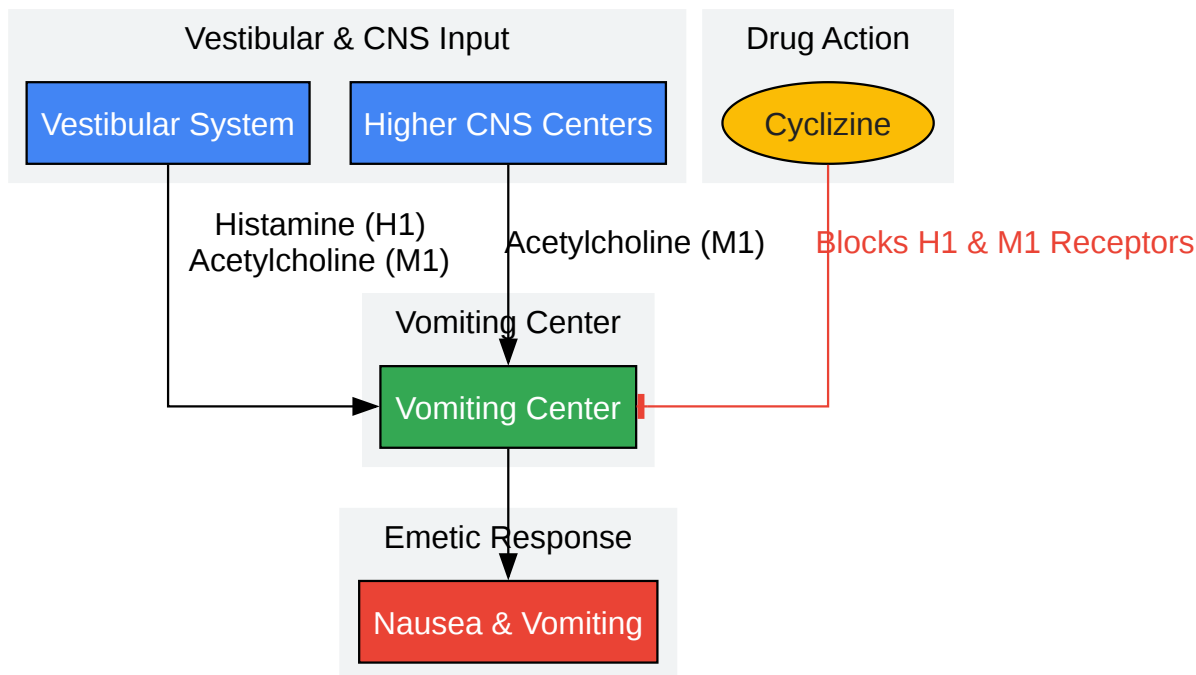 Vestibular & CNS Input
Drug Action
Vestibular System
Higher CNS Centers
Cyclizine
Histamine (H1)
Acetylcholine (M1)
Acetylcholine (M1)
Blocks H1 & M1 Receptors
Vomiting Center
Vomiting Center
Emetic Response
Nausea & Vomiting